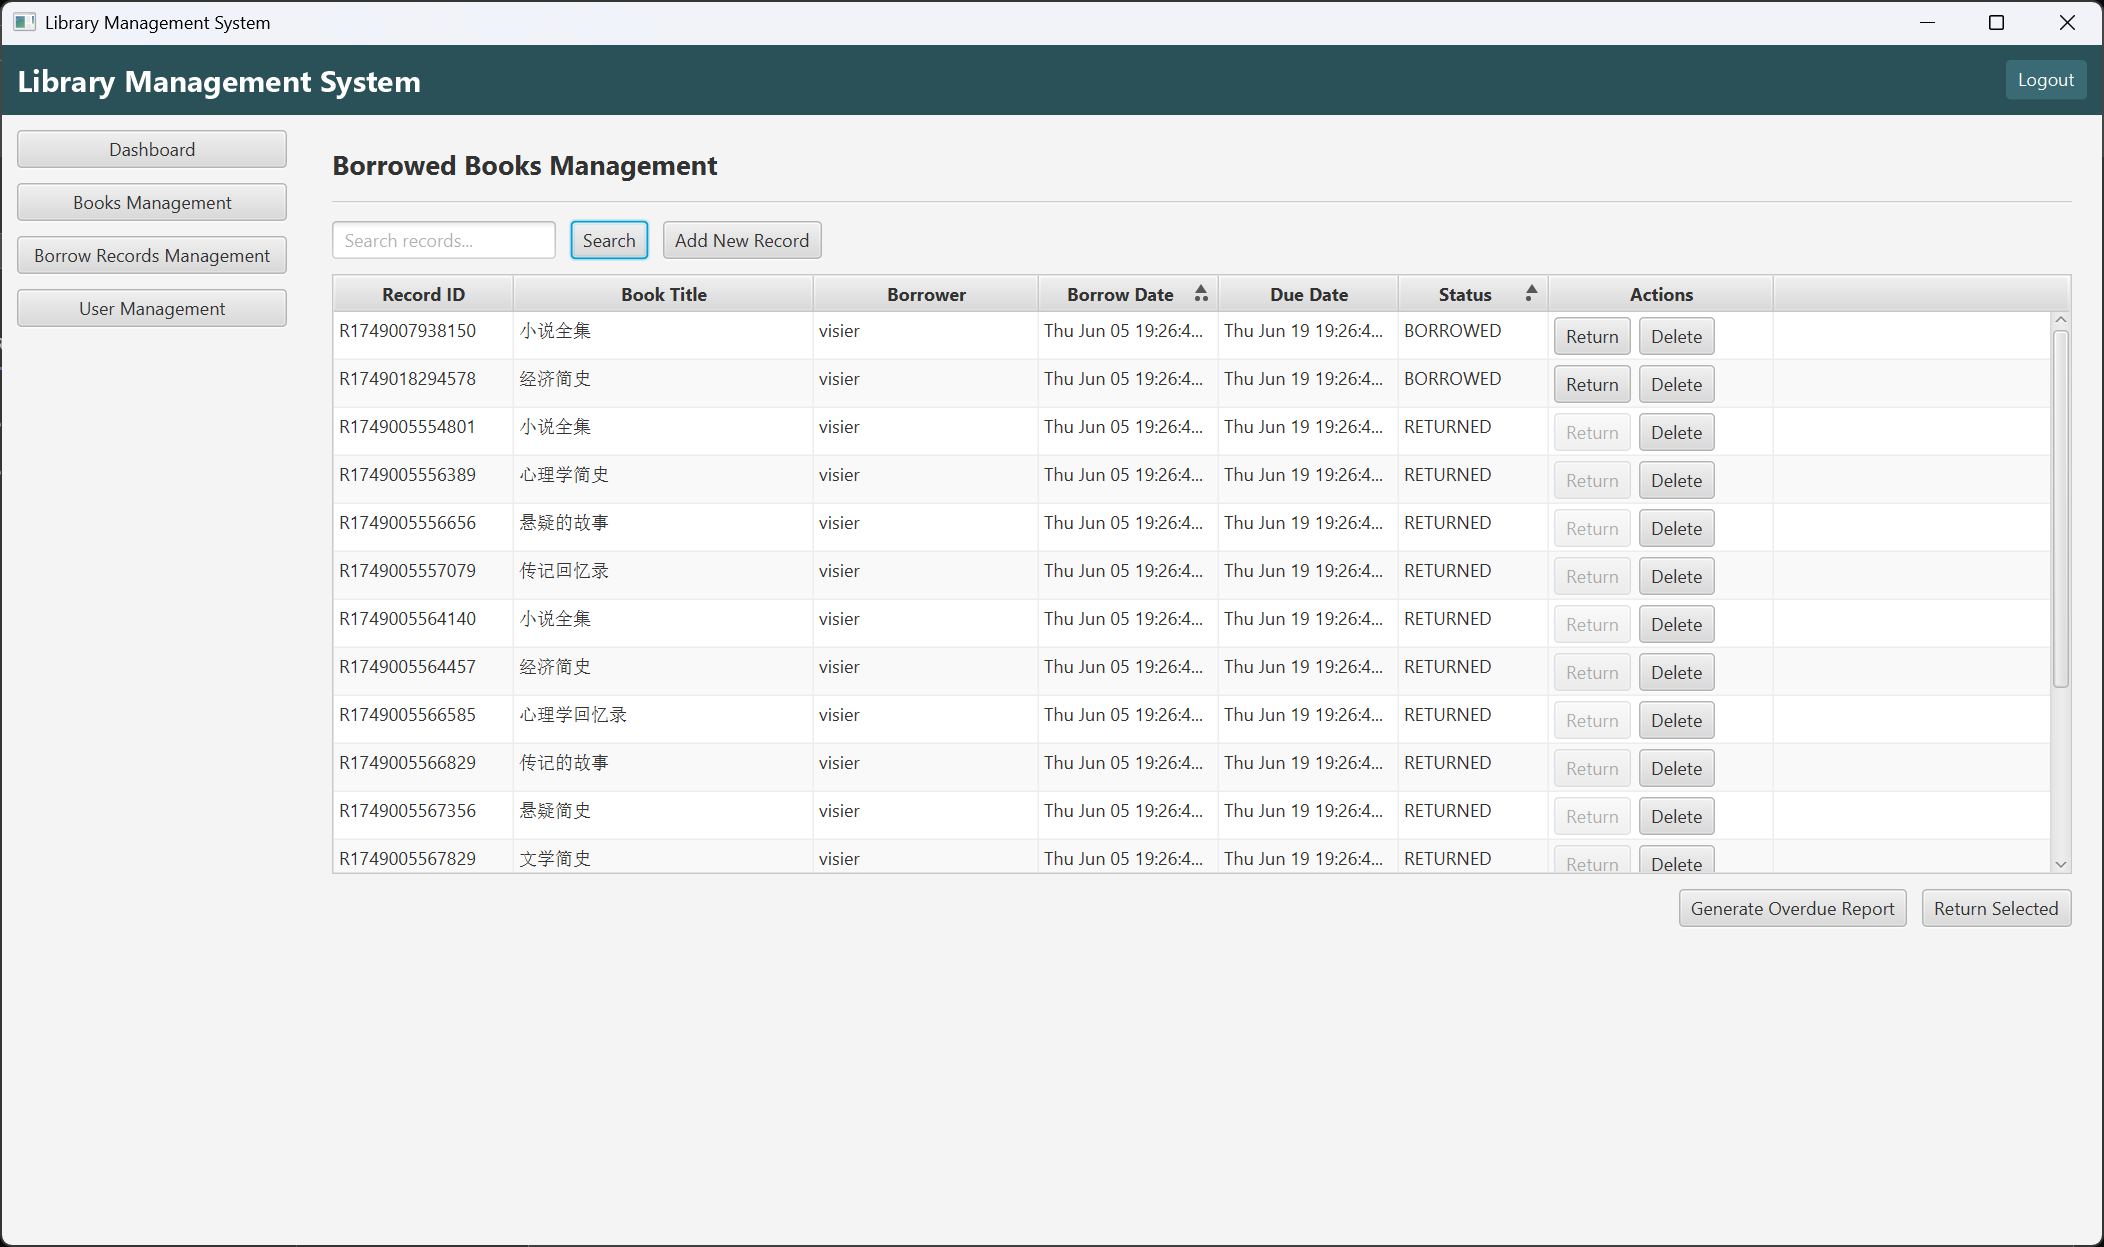 Library Management System
Library Management System
Logout
Dashboard
Books Management
Borrow Records Management
User Management
Borrowed Books Management
Search records... Search Add New Record
Record ID Book Title Borrower Borrow Date Due Date Status Actions
R1749007938150 小说全集 visier Thu Jun 05 19:26:4... Thu Jun 19 19:26:4... BORROWED Return Delete
R1749018294578 经济简史 visier Thu Jun 05 19:26:4... Thu Jun 19 19:26:4... BORROWED Return Delete
R1749005554801 小说全集 visier Thu Jun 05 19:26:4... Thu Jun 19 19:26:4... RETURNED Return Delete
R1749005556389 心理学简史 visier Thu Jun 05 19:26:4... Thu Jun 19 19:26:4... RETURNED Return Delete
R1749005556656 悬疑的故事 visier Thu Jun 05 19:26:4... Thu Jun 19 19:26:4... RETURNED Return Delete
R1749005557079 传记回忆录 visier Thu Jun 05 19:26:4... Thu Jun 19 19:26:4... RETURNED Return Delete
R1749005564140 小说全集 visier Thu Jun 05 19:26:4... Thu Jun 19 19:26:4... RETURNED Return Delete
R1749005564457 经济简史 visier Thu Jun 05 19:26:4... Thu Jun 19 19:26:4... RETURNED Return Delete
R1749005566585 心理学回忆录 visier Thu Jun 05 19:26:4... Thu Jun 19 19:26:4... RETURNED Return Delete
R1749005566829 传记的故事 visier Thu Jun 05 19:26:4... Thu Jun 19 19:26:4... RETURNED Return Delete
R1749005567356 悬疑简史 visier Thu Jun 05 19:26:4... Thu Jun 19 19:26:4... RETURNED Return Delete
R1749005567829 文学简史 visier Thu Jun 05 19:26:4... Thu Jun 19 19:26:4... RETURNED Return Delete
Generate Overdue Report Return Selected